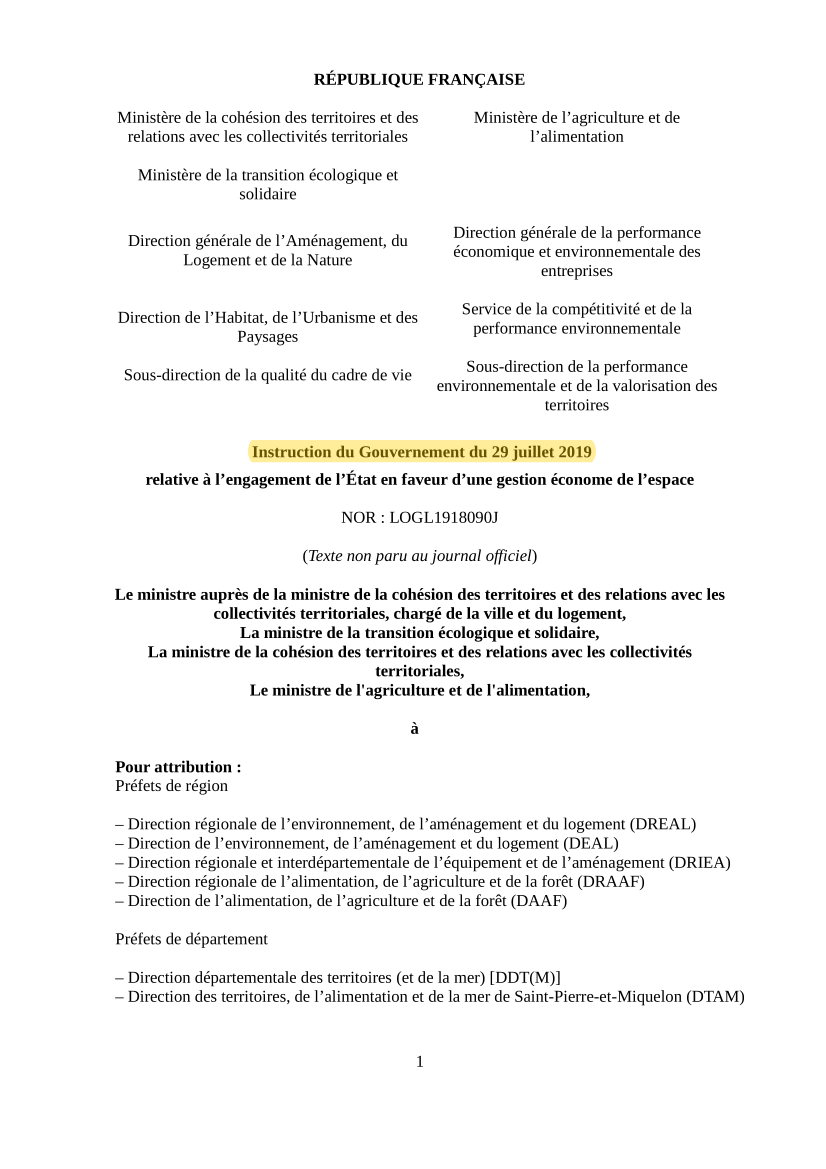 RÉPUBLIQUE FRANÇAISE
Ministère de la cohésion des territoires et des
relations avec les collectivités territoriales
Ministère de l’agriculture et de
l’alimentation
Ministère de la transition écologique et
solidaire
Direction générale de l’Aménagement, du
Logement et de la Nature
Direction générale de la performance
économique et environnementale des
entreprises
Direction de l’Habitat, de l’Urbanisme et des
Paysages
Service de la compétitivité et de la
performance environnementale
Sous-direction de la qualité du cadre de vie
Sous-direction de la performance
environnementale et de la valorisation des
territoires
Instruction du Gouvernement du 29 juillet 2019
relative à l’engagement de l’État en faveur d’une gestion économe de l’espace
NOR : LOGL1918090J
(Texte non paru au journal officiel)
Le ministre auprès de la ministre de la cohésion des territoires et des relations avec les
collectivités territoriales, chargé de la ville et du logement,
La ministre de la transition écologique et solidaire,
La ministre de la cohésion des territoires et des relations avec les collectivités
territoriales,
Le ministre de l'agriculture et de l'alimentation,
à
Pour attribution :
Préfets de région
– Direction régionale de l’environnement, de l’aménagement et du logement (DREAL)
– Direction de l’environnement, de l’aménagement et du logement (DEAL)
– Direction régionale et interdépartementale de l’équipement et de l’aménagement (DRIEA)
– Direction régionale de l’alimentation, de l’agriculture et de la forêt (DRAAF)
– Direction de l’alimentation, de l’agriculture et de la forêt (DAAF)
Préfets de département
– Direction départementale des territoires (et de la mer) [DDT(M)]
– Direction des territoires, de l’alimentation et de la mer de Saint-Pierre-et-Miquelon (DTAM)
1